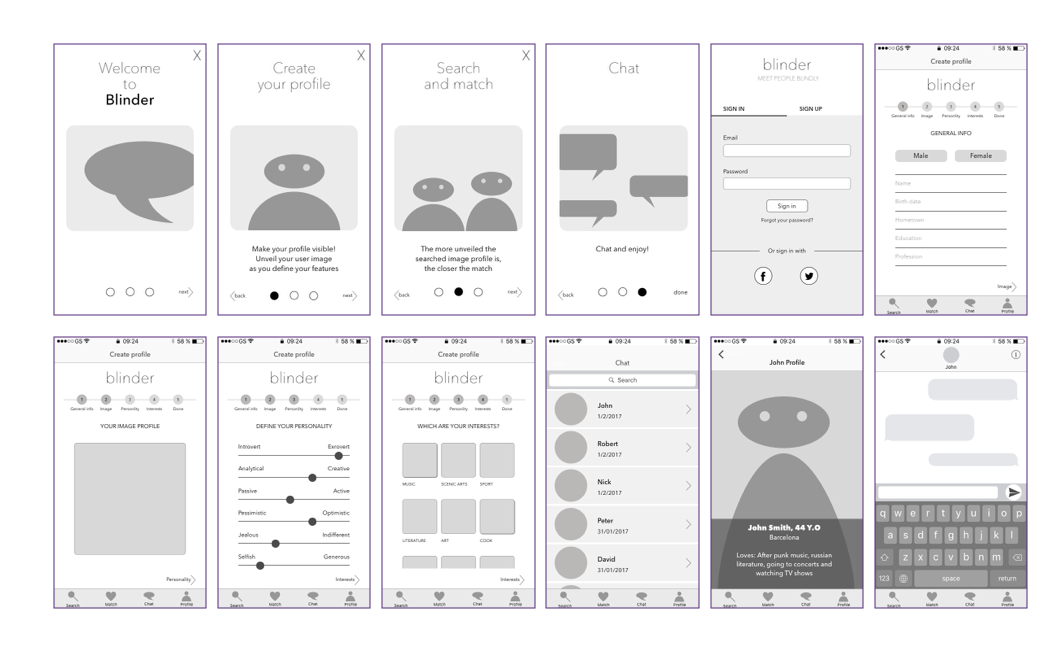 X
Welcome
to
Blinder
next
X
Create
your profile
Make your profile visible!
Unveil your user image
as you define your features
back
next
X
Search
and match
The more unveiled the
searched image profile is,
the closer the match
back
next
Chat
Chat and enjoy!
back
done
blinder
MEET PEOPLE BLINDLY
SIGN IN
SIGN UP
Email
Password
Sign in
Forgot your password?
Or sign in with
f
GS 09:24 58 %
Create profile
blinder
1 2 3 4 5
General info Image Personality Interests Done
GENERAL INFO
Male Female
Name
Birth date
Hometown
Education
Profession
Image
Search Match Chat Profile
GS 09:24 58 %
Create profile
blinder
1 2 3 4 5
General info Image Personality Interests Done
YOUR IMAGE PROFILE
Personality
Search Match Chat Profile
GS 09:24 58 %
Create profile
blinder
1 2 3 4 5
General info Image Personality Interests Done
DEFINE YOUR PERSONALITY
Introvert Exrovert
Analytical Creative
Passive Active
Pessimistic Optimistic
Jealous Indifferent
Selfish Generous
Interests
Search Match Chat Profile
GS 09:24 58 %
Create profile
blinder
1 2 3 4 5
General info Image Personality Interests Done
WHICH ARE YOUR INTERESTS?
MUSIC SCENIC ARTS SPORT
LITERATURE ART COOK
Interests
Search Match Chat Profile
GS 09:24 58 %
Chat
Search
John
1/2/2017
Robert
1/2/2017
Nick
1/2/2017
Peter
31/01/2017
David
31/01/2017
Search Match Chat Profile
GS 09:24 58 %
John Profile
John Smith, 44 Y.O
Barcelona
Loves: After punk music, russian
literature, going to concerts and
watching TV shows
Search Match Chat Profile
GS 09:24 58 %
John
q w e r t y u i o p
a s d f g h j k l
z x c v b n m
123 space return